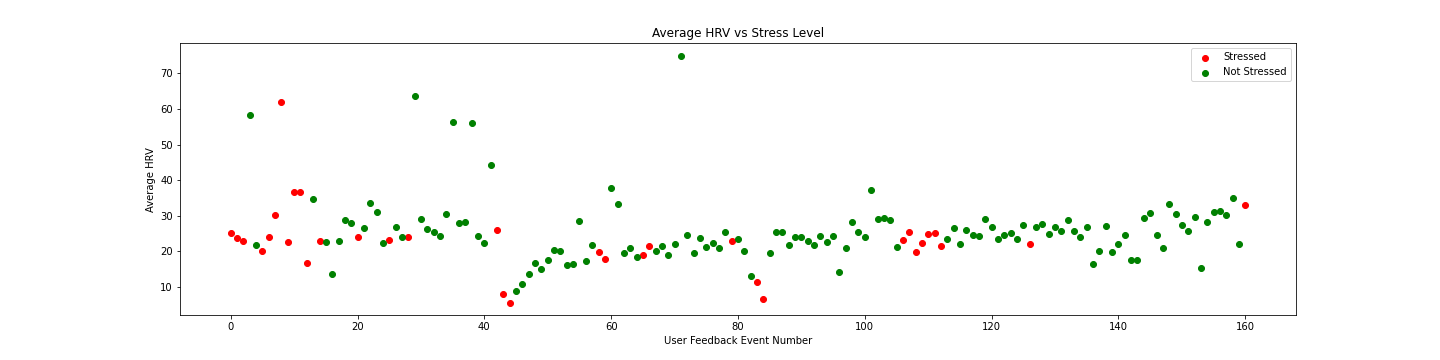 Average HRV vs Stress Level
Stressed
Not Stressed
Average HRV
70
60
50
40
30
20
10
0 20 40 60 80 100 120 140 160
User Feedback Event Number